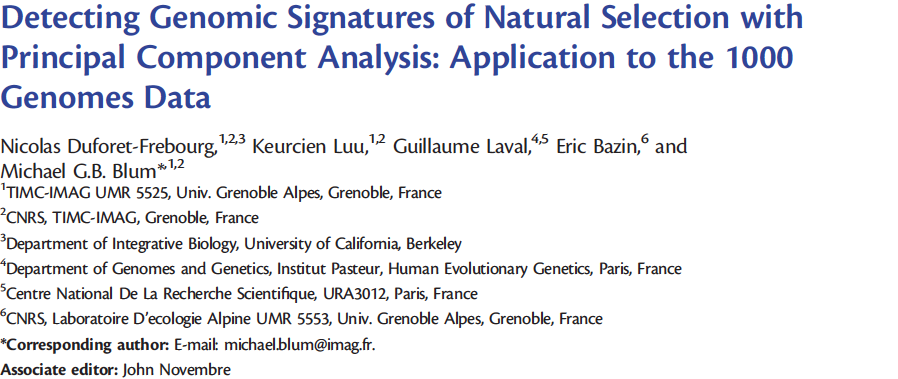 Detecting Genomic Signatures of Natural Selection with
Principal Component Analysis: Application to the 1000
Genomes Data
Nicolas Duforet-Frebourg,1,2,3 Keurcien Luu,1,2 Guillaume Laval,4,5 Eric Bazin,6 and
Michael G.B. Blum*,1,2
1TIMC-IMAG UMR 5525, Univ. Grenoble Alpes, Grenoble, France
2CNRS, TIMC-IMAG, Grenoble, France
3Department of Integrative Biology, University of California, Berkeley
4Department of Genomes and Genetics, Institut Pasteur, Human Evolutionary Genetics, Paris, France
5Centre National De La Recherche Scientifique, URA3012, Paris, France
6CNRS, Laboratoire D'ecologie Alpine UMR 5553, Univ. Grenoble Alpes, Grenoble, France
*Corresponding author: E-mail: michael.blum@imag.fr.
Associate editor: John Novembre